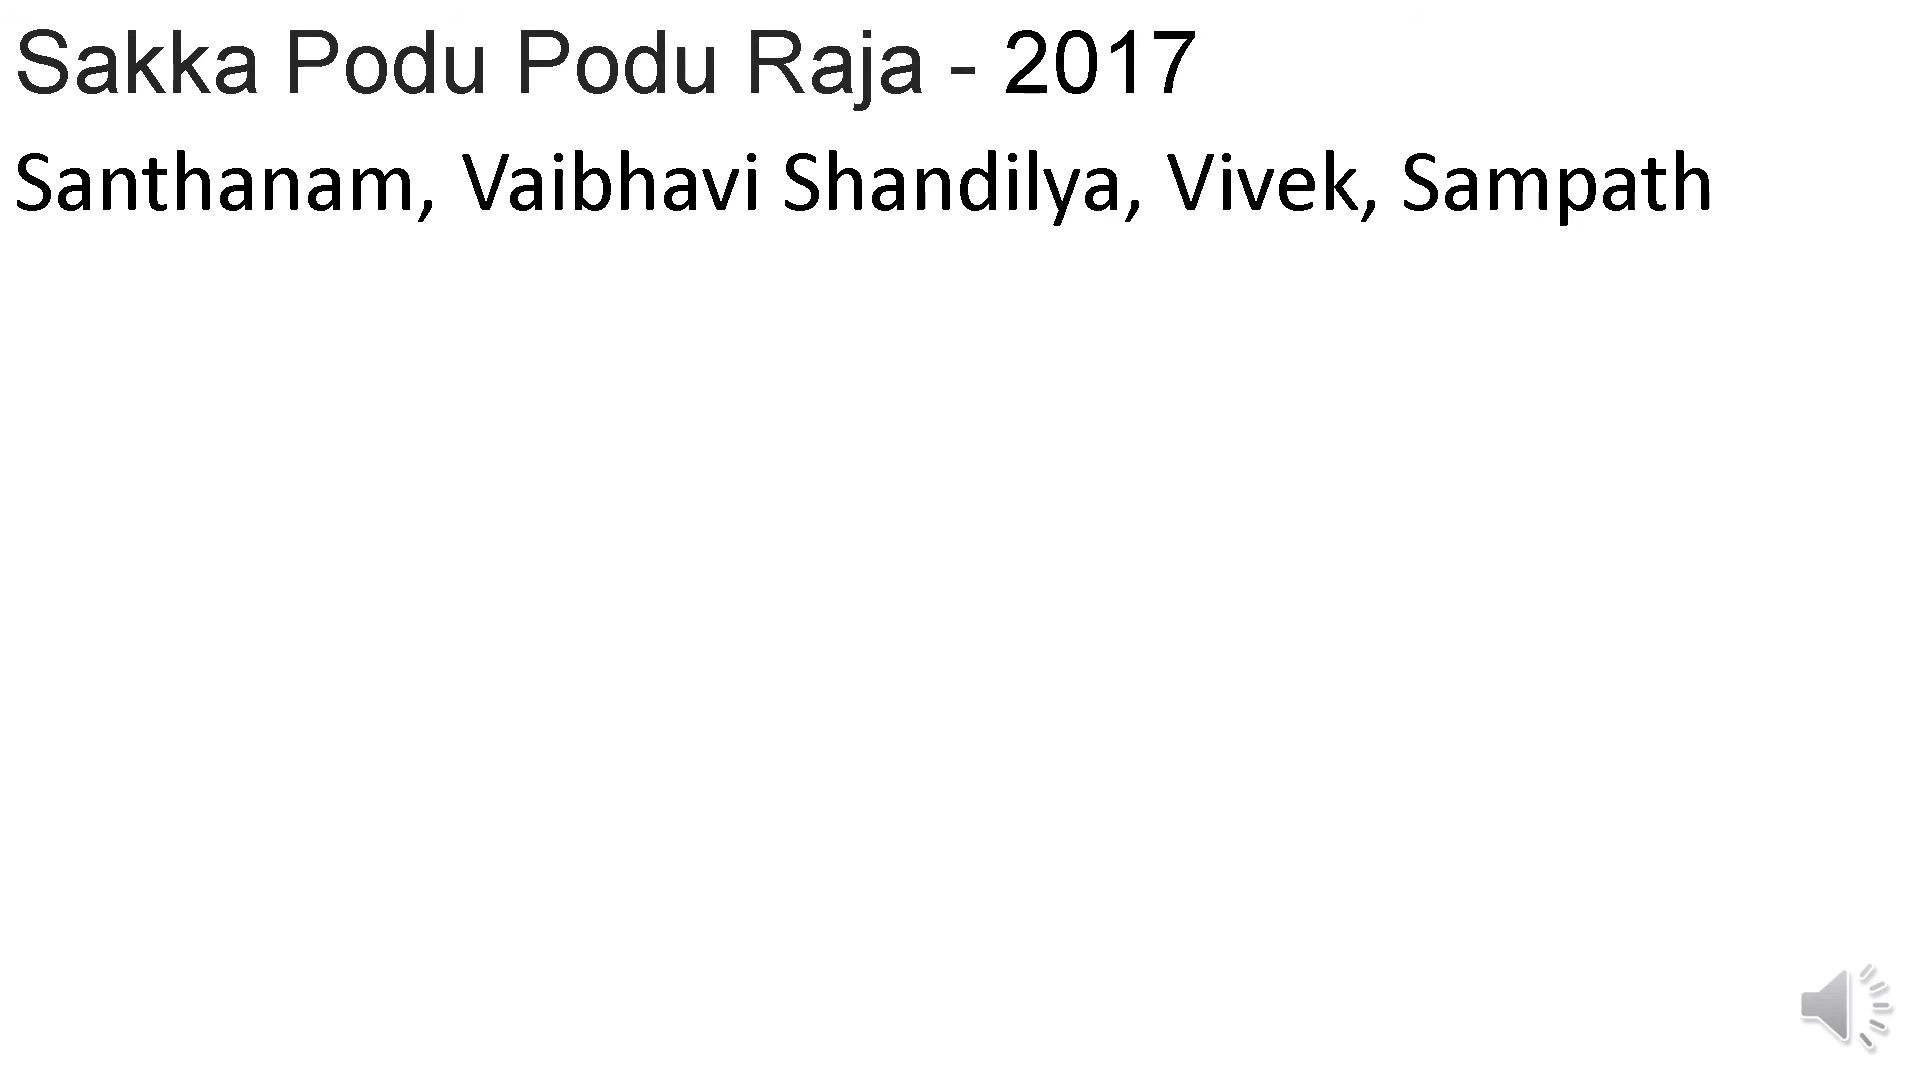 Sakka Podu Podu Raja - 2017
Santhanam, Vaibhavi Shandilya, Vivek, Sampath